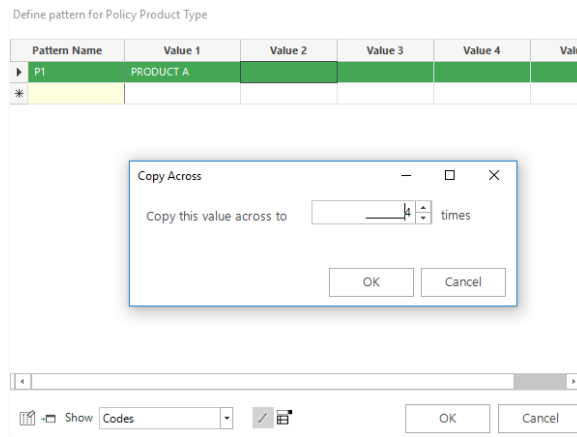 Define pattern for Policy Product Type
Pattern Name Value 1 Value 2 Value 3 Value 4 Valu
P1 PRODUCT A
Copy Across
Copy this value across to 4 times
OK Cancel
Show Codes OK Cancel